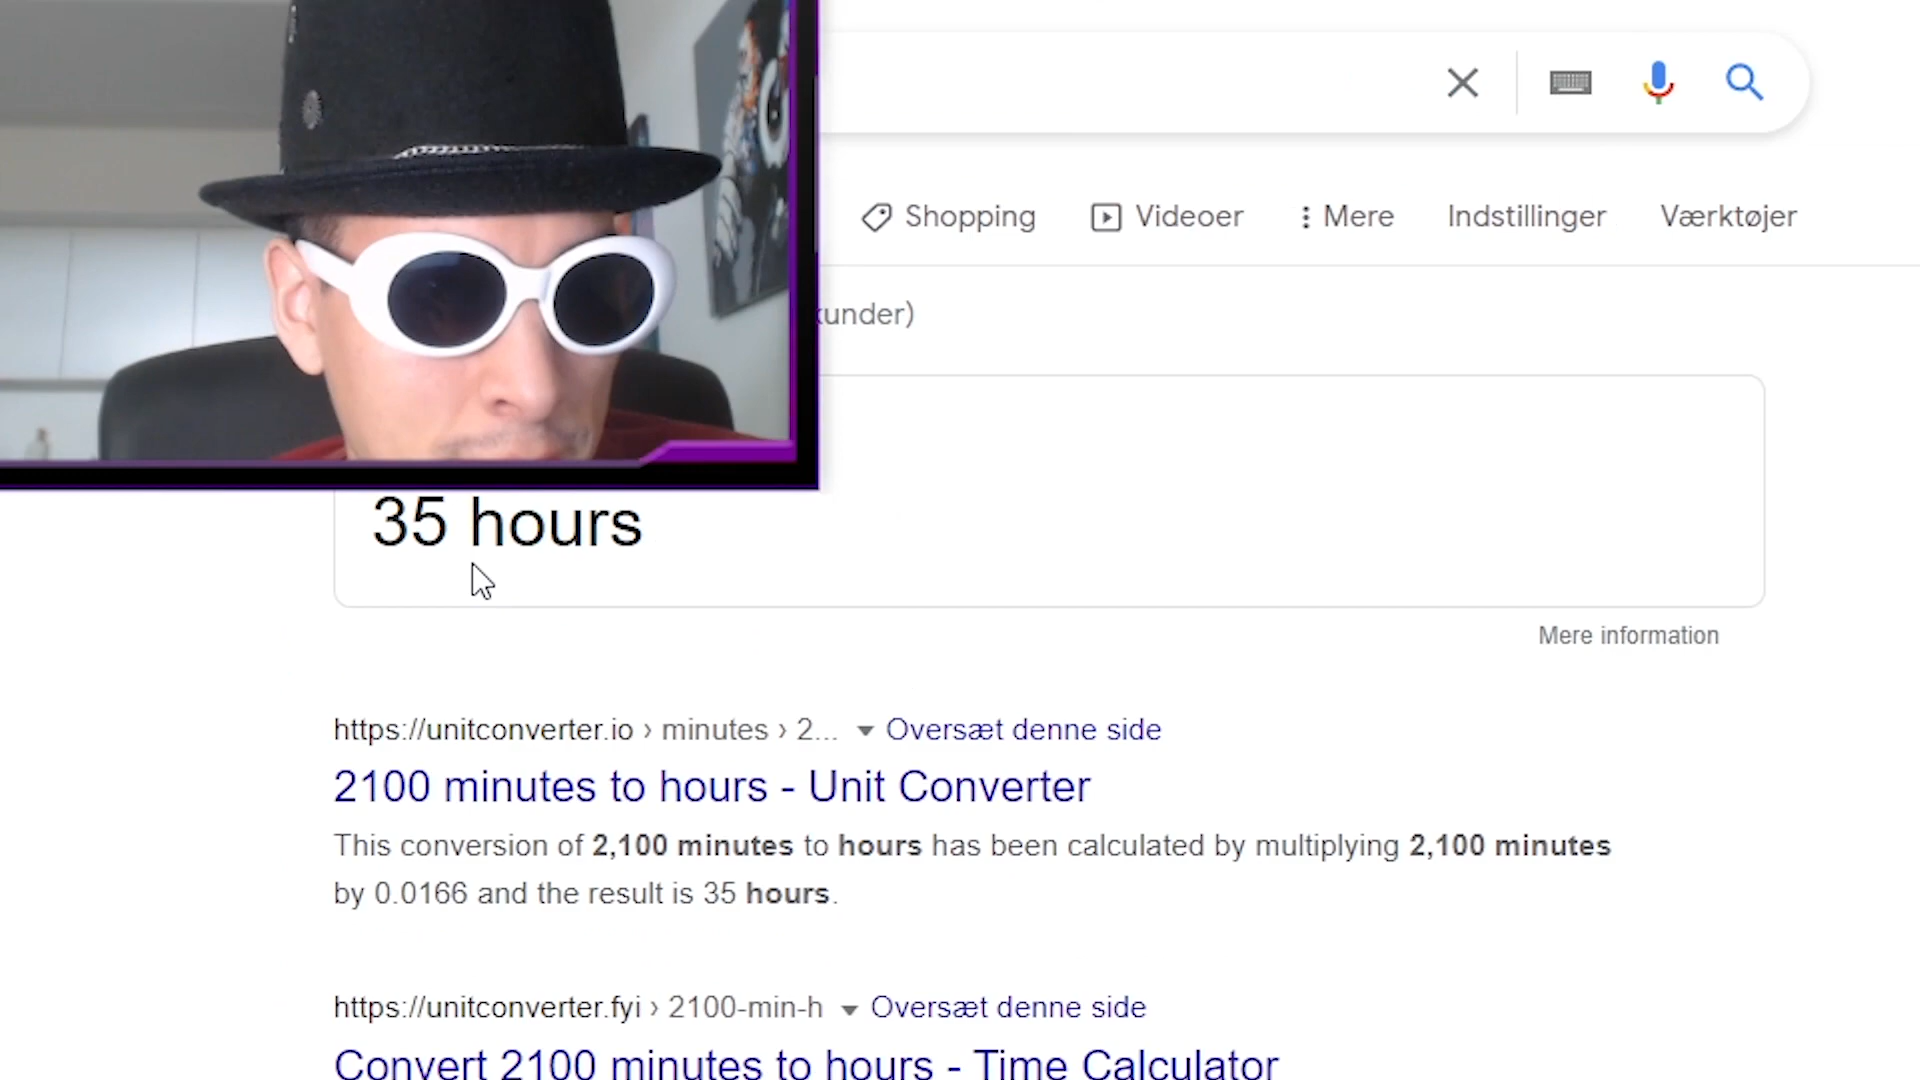 Shopping Videoer Mere Indstillinger Værktøjer
kunder)
35 hours
Mere information
https://unitconverter.io › minutes › 2... Oversæt denne side
2100 minutes to hours - Unit Converter
This conversion of 2,100 minutes to hours has been calculated by multiplying 2,100 minutes
by 0.0166 and the result is 35 hours.
https://unitconverter.fyi › 2100-min-h Oversæt denne side
Convert 2100 minutes to hours - Time Calculator